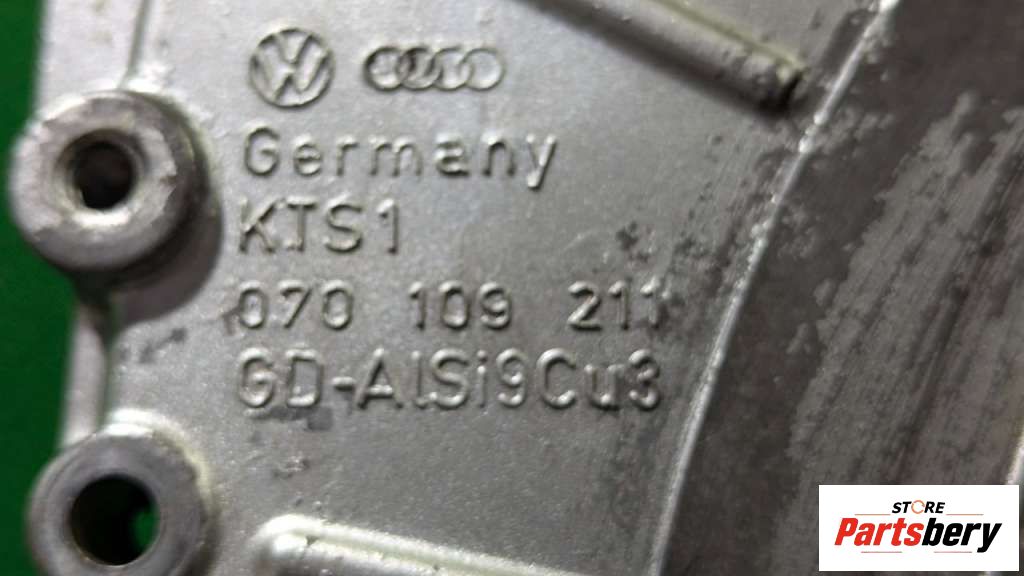 Germany
KTS1
070 109 211
GD-AlSi9Cu3
STORE
Partsbery